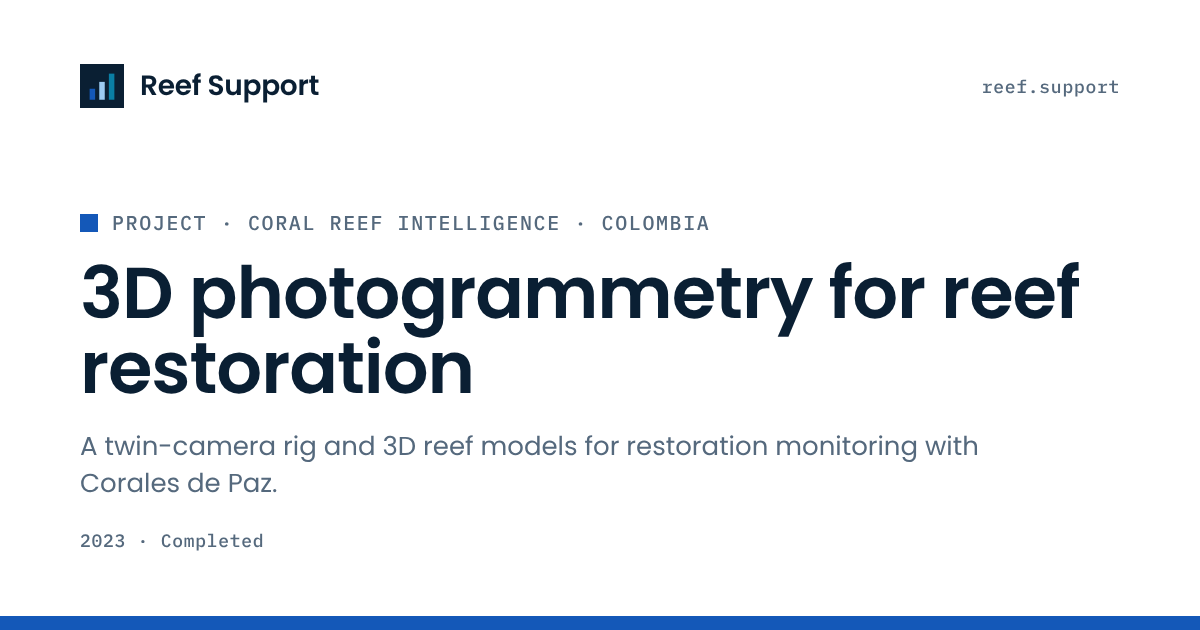 Reef Support
reef.support
PROJECT · CORAL REEF INTELLIGENCE · COLOMBIA
3D photogrammetry for reef
restoration
A twin-camera rig and 3D reef models for restoration monitoring with
Corales de Paz.
2023 · Completed